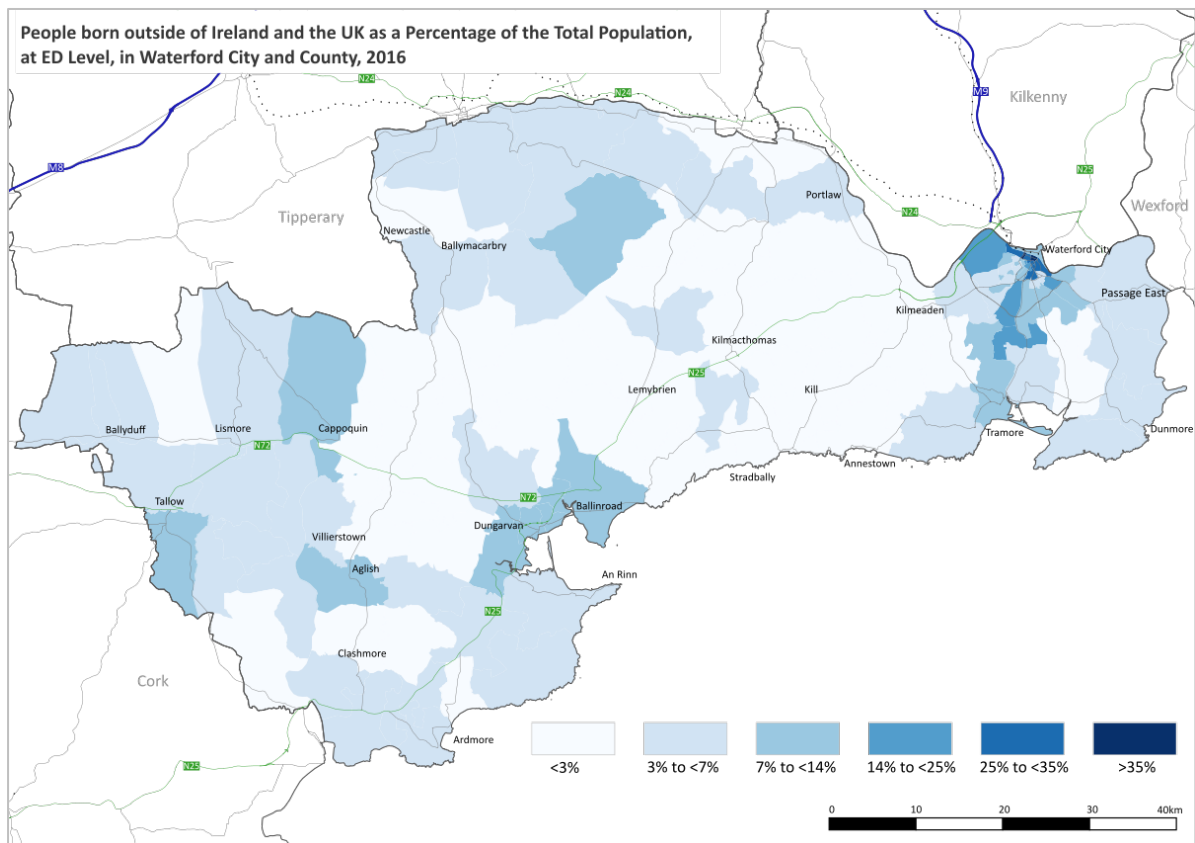 People born outside of Ireland and the UK as a Percentage of the Total Population,
at ED Level, in Waterford City and County, 2016
N24
N24
M9
Kilkenny
M8
N25
Tipperary
Portlaw
N24
Wexford
Newcastle
Ballymacarbry
Waterford City
Passage East
Kilmeaden
Kilmacthomas
N25
Lemybrien
Kill
Ballyduff
Lismore
Cappoquin
N72
Tramore
Dunmore
Annestown
Stradbally
Tallow
N72
Ballinroad
Dungarvan
Villierstown
Aglish
An Rinn
N25
Clashmore
Cork
Ardmore
N25
<3%
3% to <7%
7% to <14%
14% to <25%
25% to <35%
>35%
0 10 20 30 40km